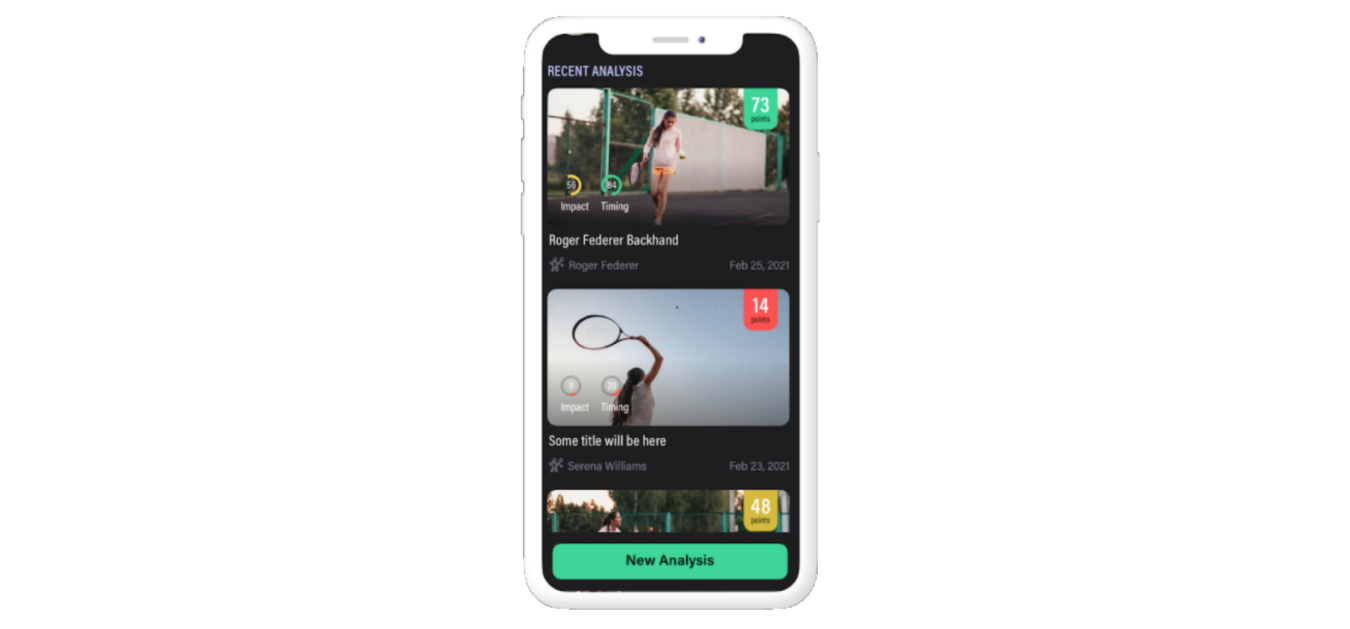 RECENT ANALYSIS
73
points
56
84
Impact Timing
Roger Federer Backhand
Roger Federer Feb 25, 2021
14
points
8
20
Impact Timing
Some title will be here
Serena Williams Feb 23, 2021
48
points
New Analysis